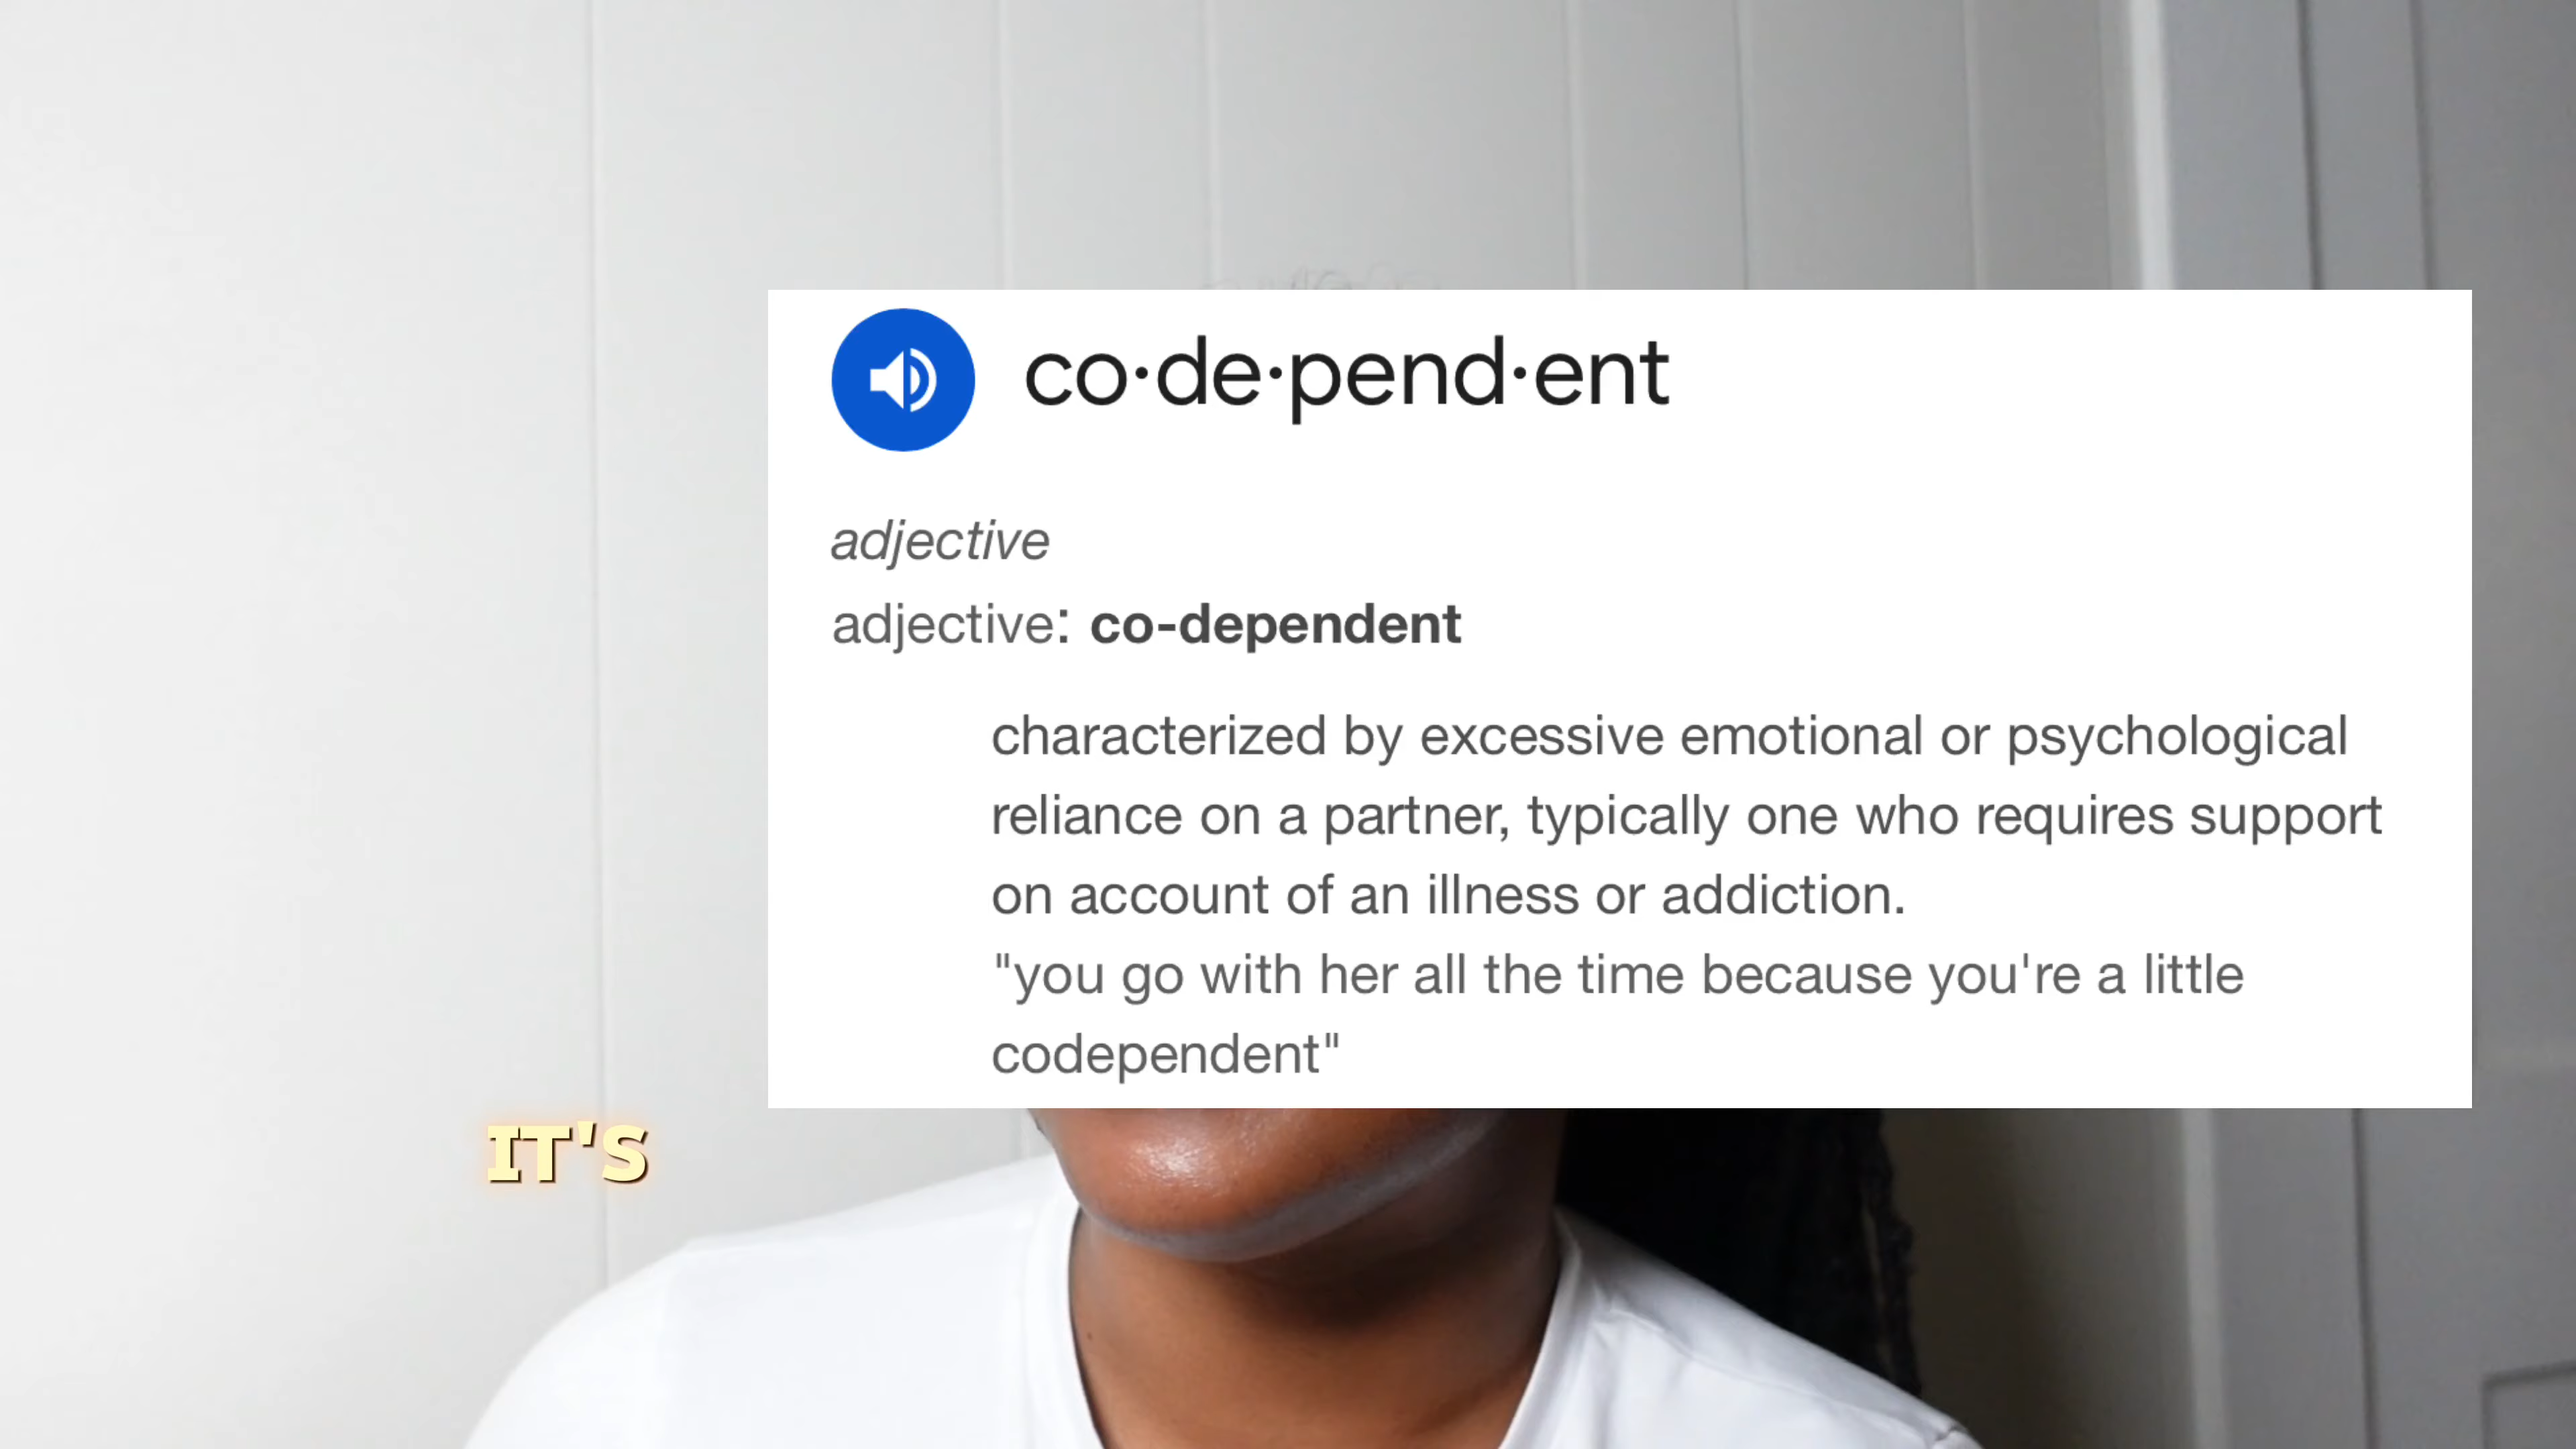 co·de·pend·ent
adjective
adjective: co-dependent
characterized by excessive emotional or psychological
reliance on a partner, typically one who requires support
on account of an illness or addiction.
"you go with her all the time because you're a little
codependent"
IT'S